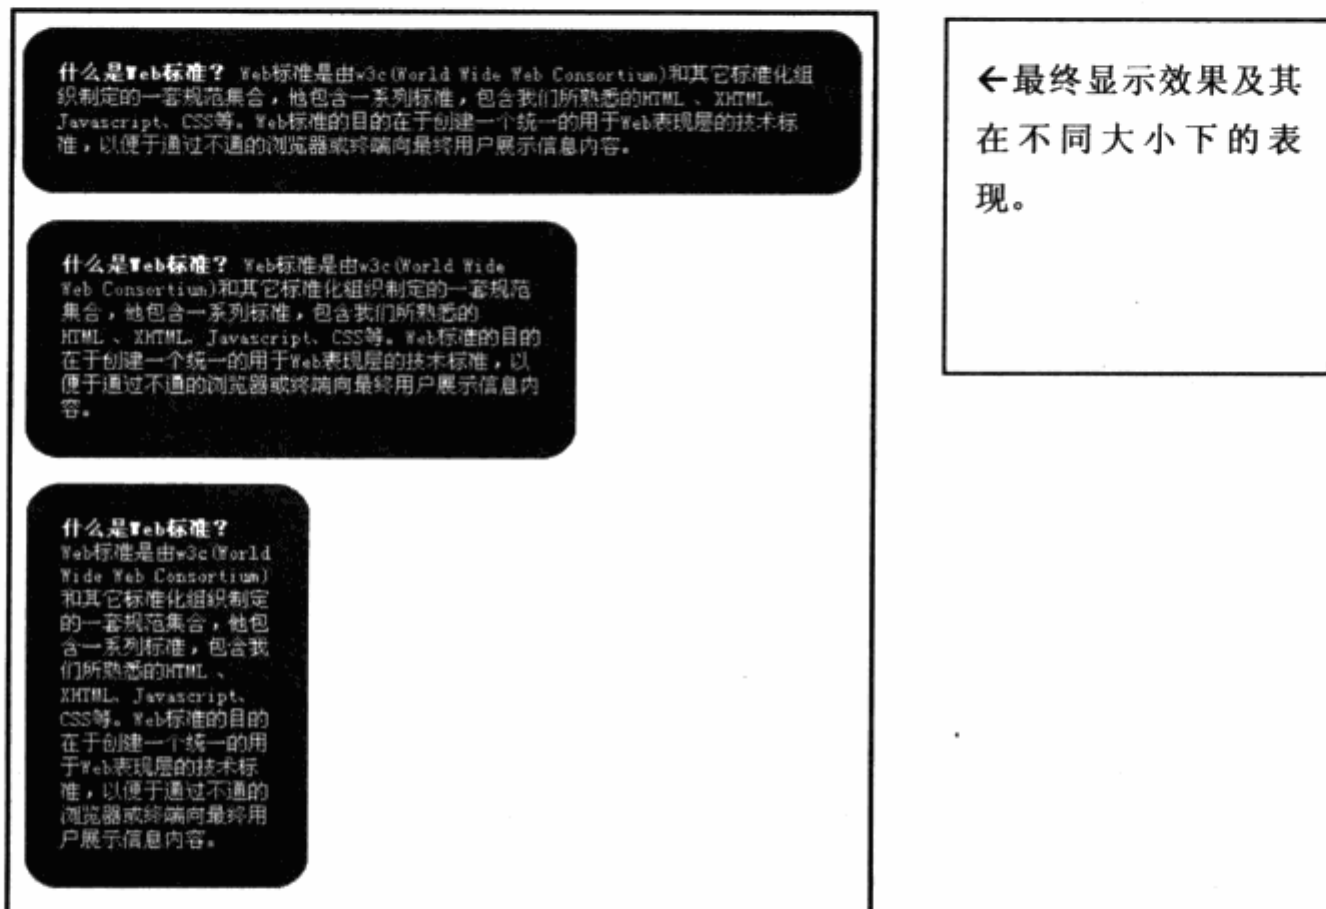 什么是Web标准？ Web标准是由w3c(World Wide Web Consortium)和其它标准化组
织制定的一套规范集合，他包含一系列标准，包含我们所熟悉的HTML 、XHTML、
Javascript、CSS等。Web标准的目的在于创建一个统一的用于Web表现层的技术标
准，以便于通过不通的浏览器或终端向最终用户展示信息内容。
什么是Web标准？ Web标准是由w3c(World Wide
Web Consortium)和其它标准化组织制定的一套规范
集合，他包含一系列标准，包含我们所熟悉的
HTML 、XHTML、Javascript、CSS等。Web标准的目的
在于创建一个统一的用于Web表现层的技术标准，以
便于通过不通的浏览器或终端向最终用户展示信息内
容。
什么是Web标准？
Web标准是由w3c(World
Wide Web Consortium)
和其它标准化组织制定
的一套规范集合，他包
含一系列标准，包含我
们所熟悉的HTML 、
XHTML、Javascript、
CSS等。Web标准的目的
在于创建一个统一的用
于Web表现层的技术标
准，以便于通过不通的
浏览器或终端向最终用
户展示信息内容。
←最终显示效果及其
在不同大小下的表
现。